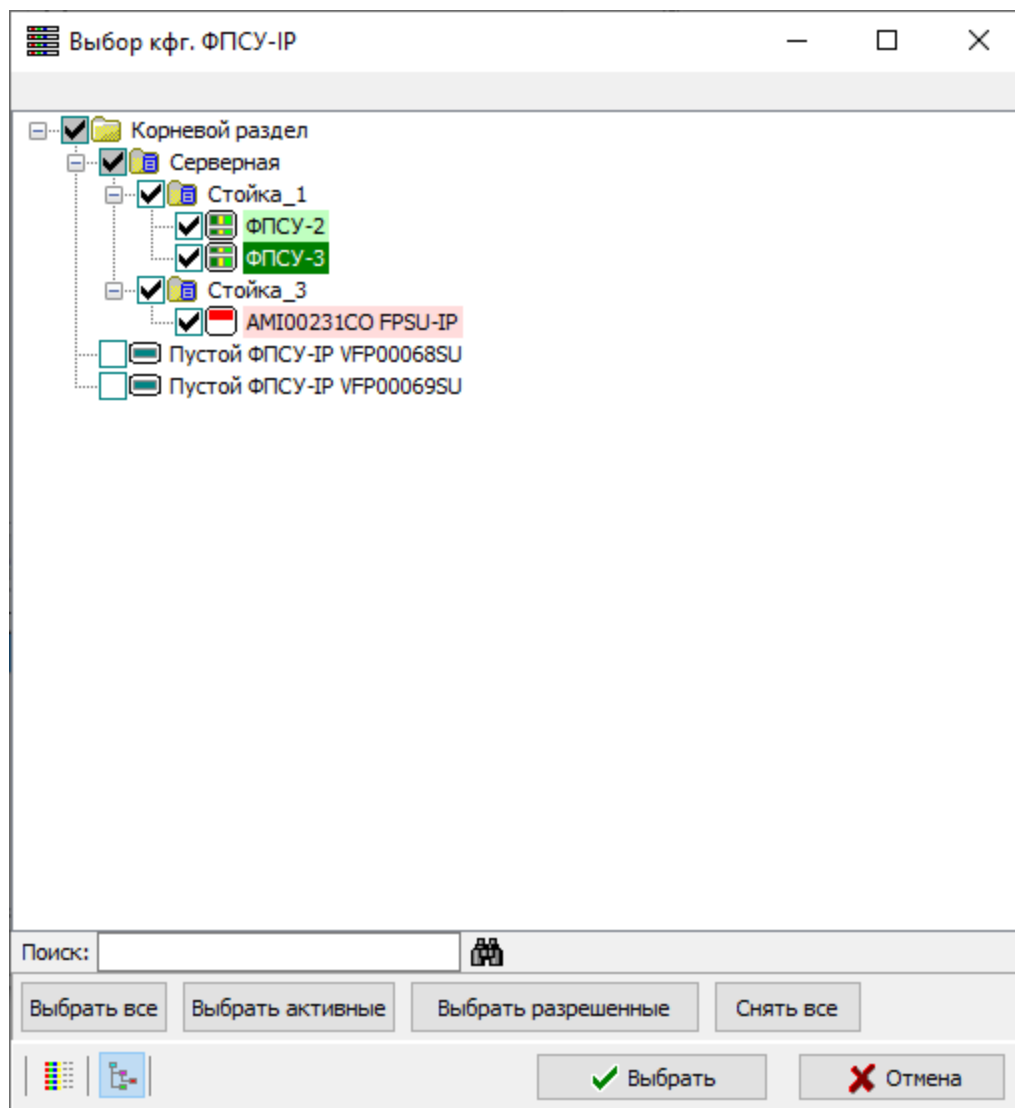 Выбор кфг. ФПСУ-IP
Корневой раздел
Серверная
Стойка_1
ФПСУ-2
ФПСУ-3
Стойка_3
AMI00231CO FPSU-IP
Пустой ФПСУ-IP VFP00068SU
Пустой ФПСУ-IP VFP00069SU
Поиск:
Выбрать все Выбрать активные Выбрать разрешенные Снять все
Выбрать Отмена